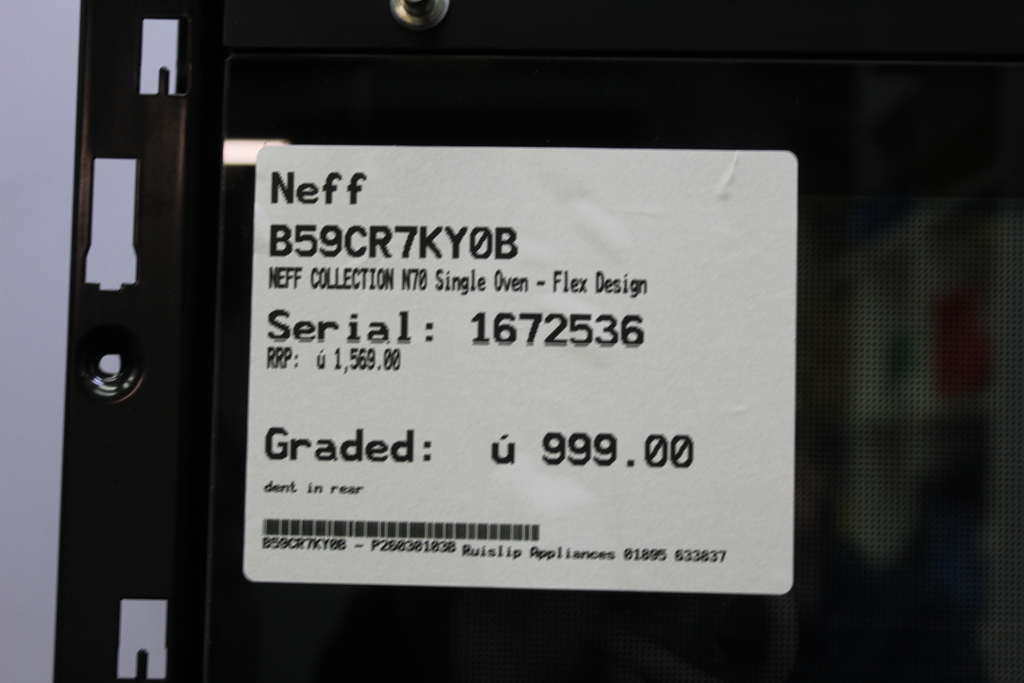 Neff
B59CR7KY0B
NEFF COLLECTION N70 Single Oven - Flex Design
Serial: 1672536
RRP: ú 1,569.00
Graded: ú 999.00
dent in rear
B59CR7KY0B - P26030103B Ruislip Appliances 01895 633837